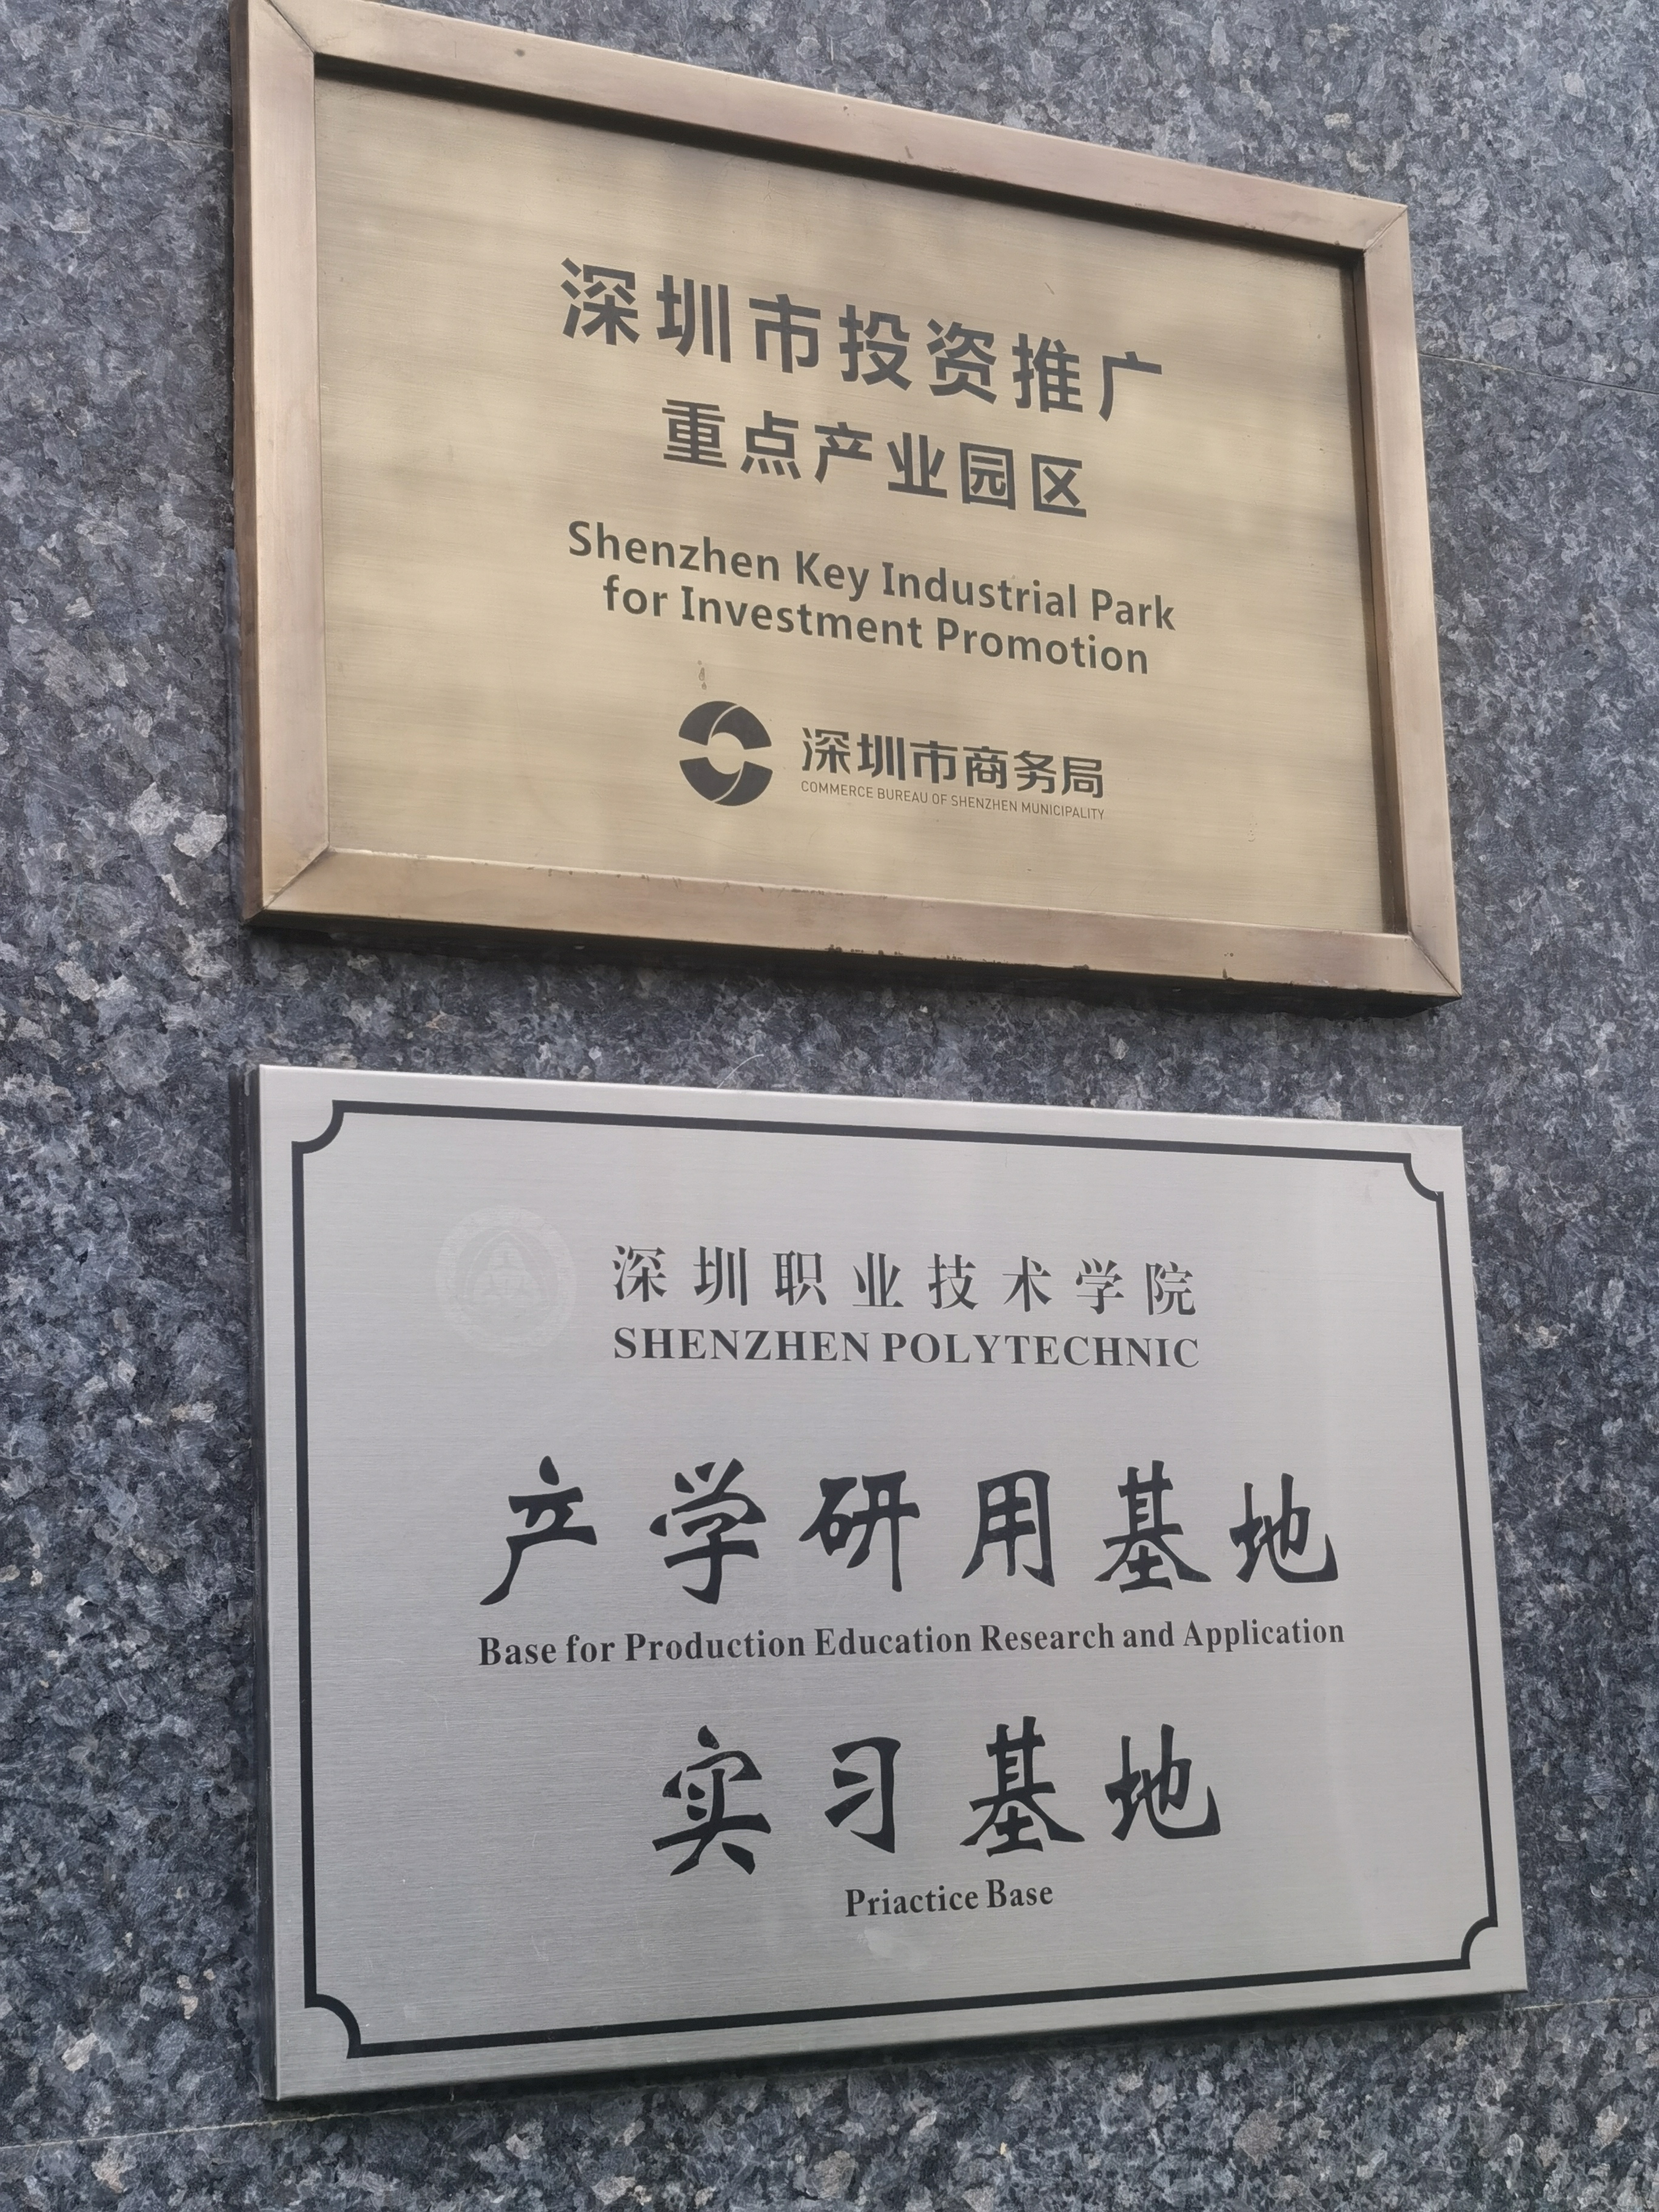 深圳市投资推广
重点产业园区
Shenzhen Key Industrial Park
for Investment Promotion
深圳市商务局
COMMERCE BUREAU OF SHENZHEN MUNICIPALITY
深圳职业技术学院
SHENZHEN POLYTECHNIC
产学研用基地
Base for Production Education Research and Application
实习基地
Priactice Base